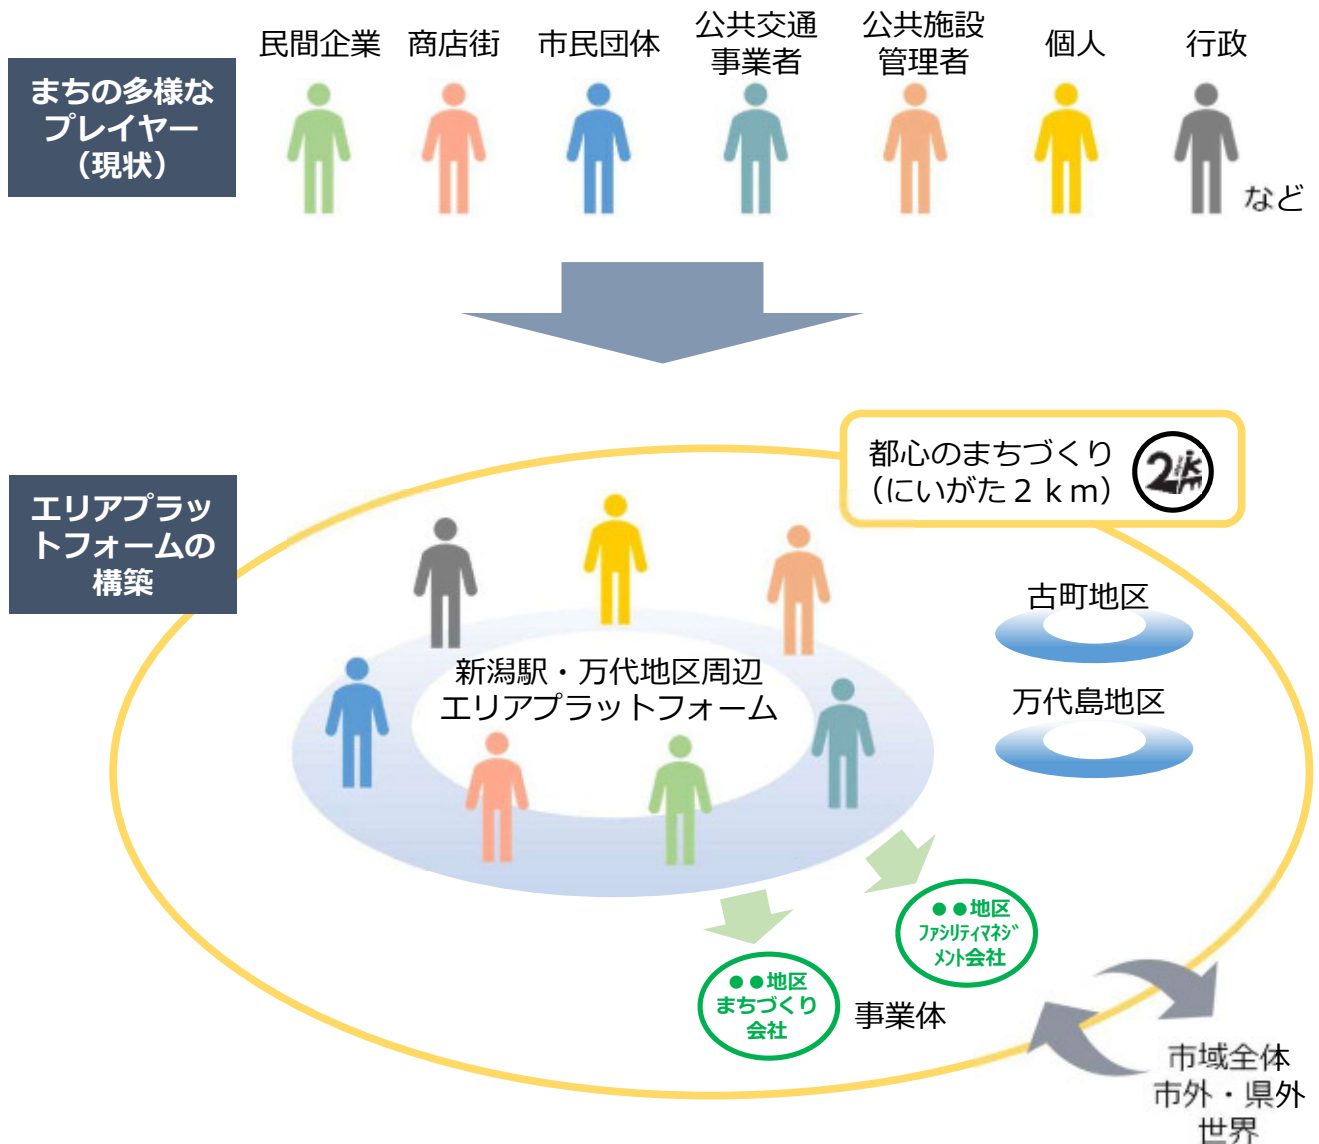 民間企業
商店街
市民団体
公共交通
事業者
公共施設
管理者
個人
行政
まちの多様な
プレイヤー
（現状）
など
都心のまちづくり
（にいがた２ｋｍ）
2km
エリアプラッ
トフォームの
構築
古町地区
新潟駅・万代地区周辺
エリアプラットフォーム
万代島地区
●●地区
ﾌｧｼﾘﾃｨﾏﾈｼﾞ
ﾒﾝﾄ会社
●●地区
まちづくり
会社
事業体
市域全体
市外・県外
世界